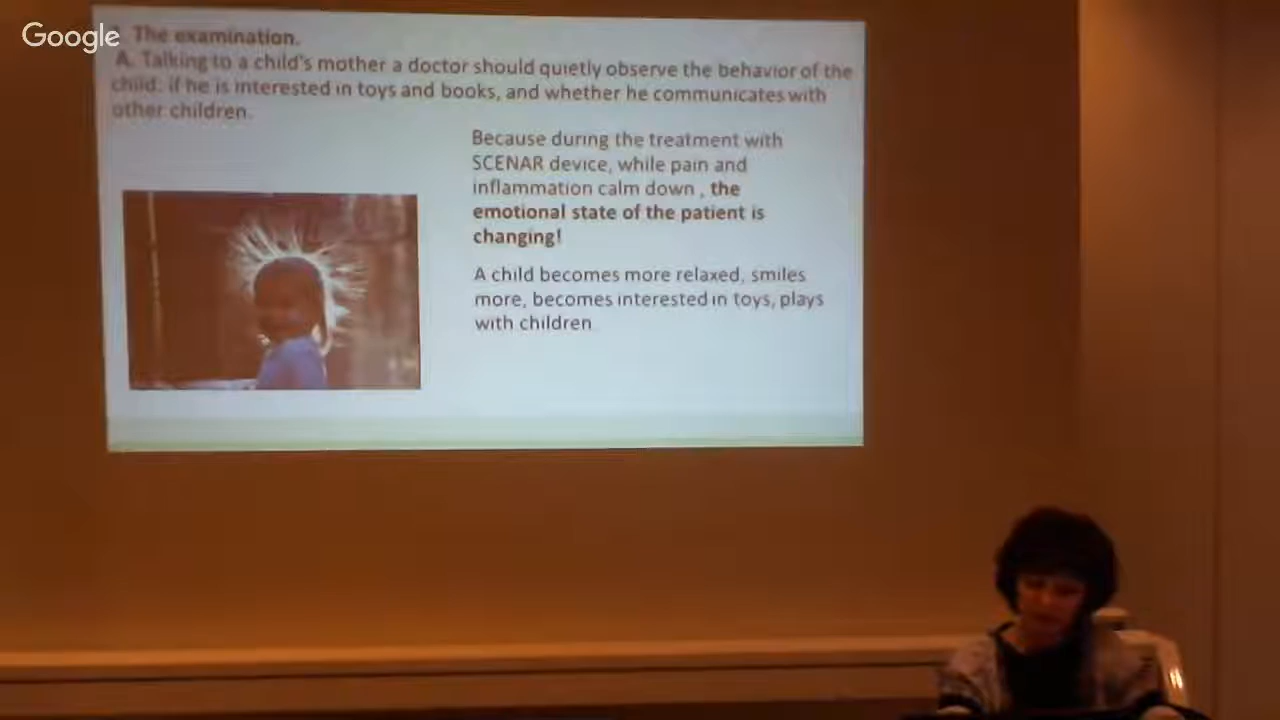 Google
The examination.
A. Talking to a child's mother a doctor should quietly observe the behavior of the
child: if he is interested in toys and books, and whether he communicates with
other children.
Because during the treatment with
SCENAR device, while pain and
inflammation calm down , the
emotional state of the patient is
changing!
A child becomes more relaxed, smiles
more, becomes interested in toys, plays
with children